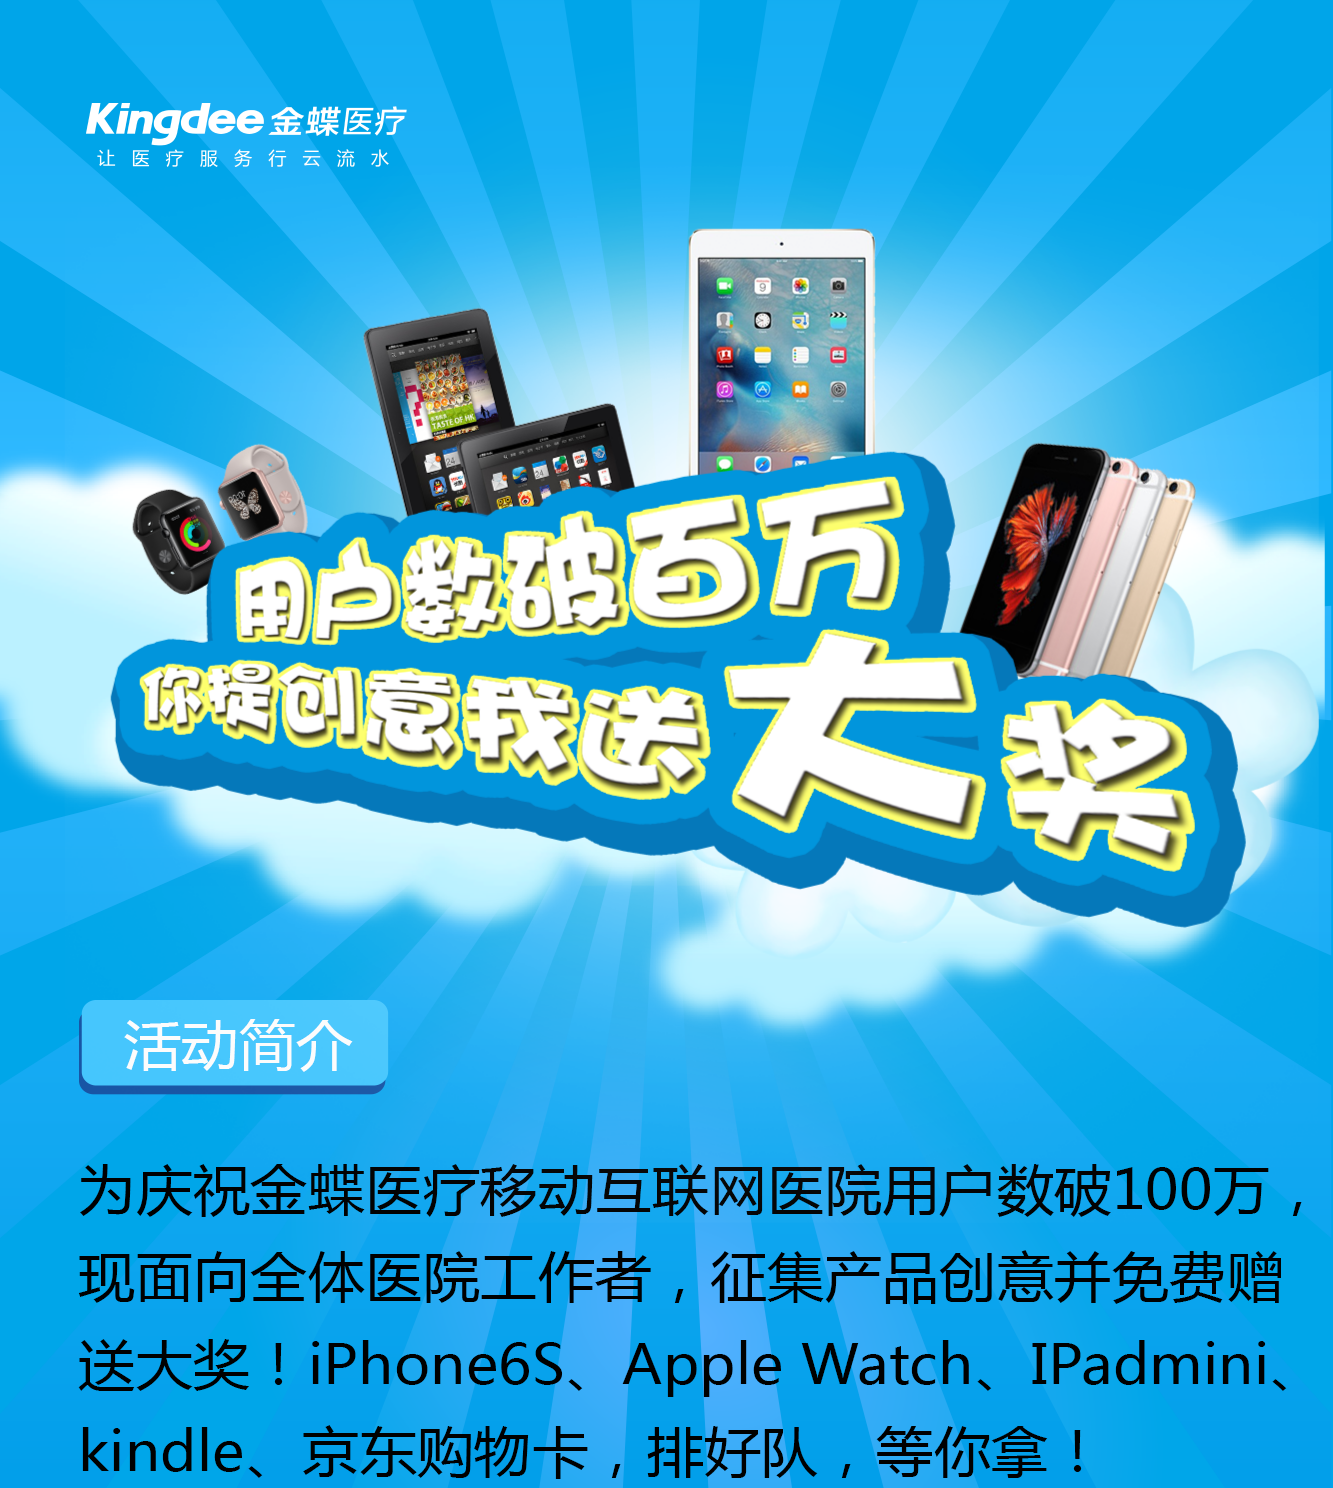 Kingdee金蝶医疗
让医疗服务行云流水
TASTE OF HK
用户数破百万
你提创意我送大奖
活动简介
为庆祝金蝶医疗移动互联网医院用户数破100万，
现面向全体医院工作者，征集产品创意并免费赠
送大奖！iPhone6S、Apple Watch、IPadmini、
kindle、京东购物卡，排好队，等你拿！